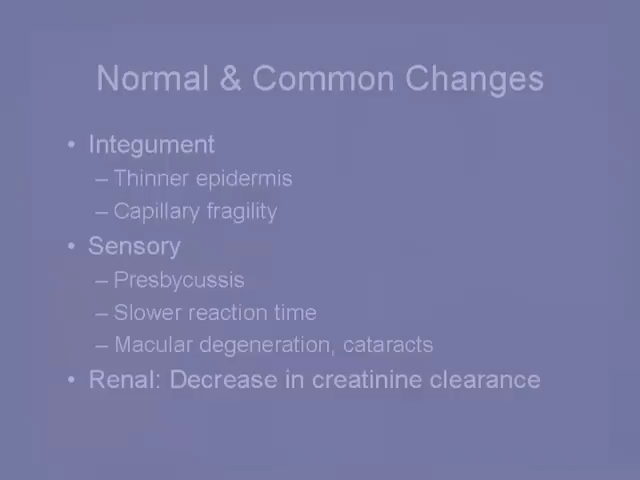 Normal & Common Changes
• Integument
– Thinner epidermis
– Capillary fragility
• Sensory
– Presbycussis
– Slower reaction time
– Macular degeneration, cataracts
• Renal: Decrease in creatinine clearance